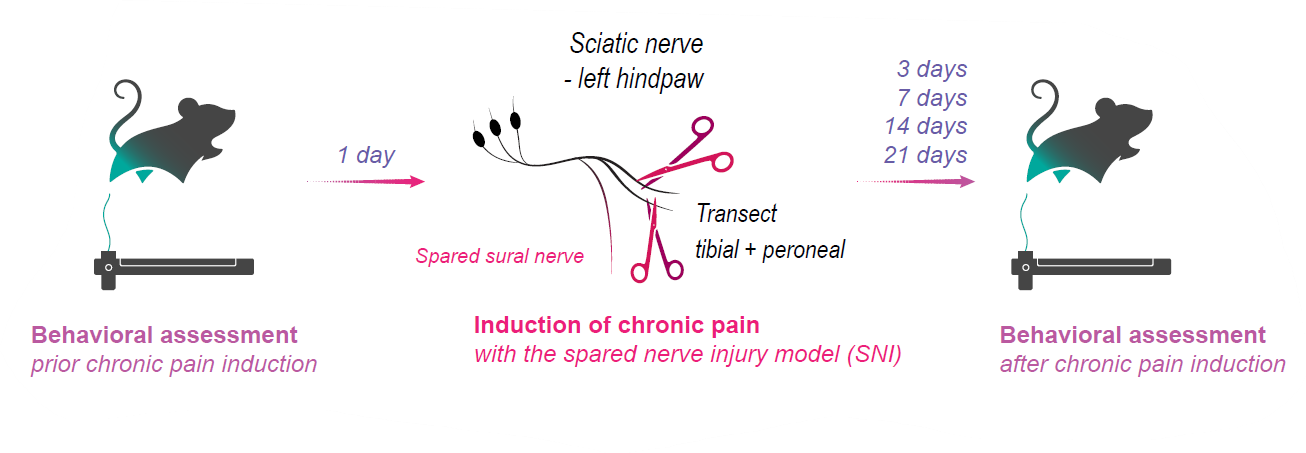 Sciatic nerve
- left hindpaw
3 days
7 days
14 days
21 days
1 day
Transect
tibial + peroneal
Spared sural nerve
Behavioral assessment
prior chronic pain induction
Induction of chronic pain
with the spared nerve injury model (SNI)
Behavioral assessment
after chronic pain induction